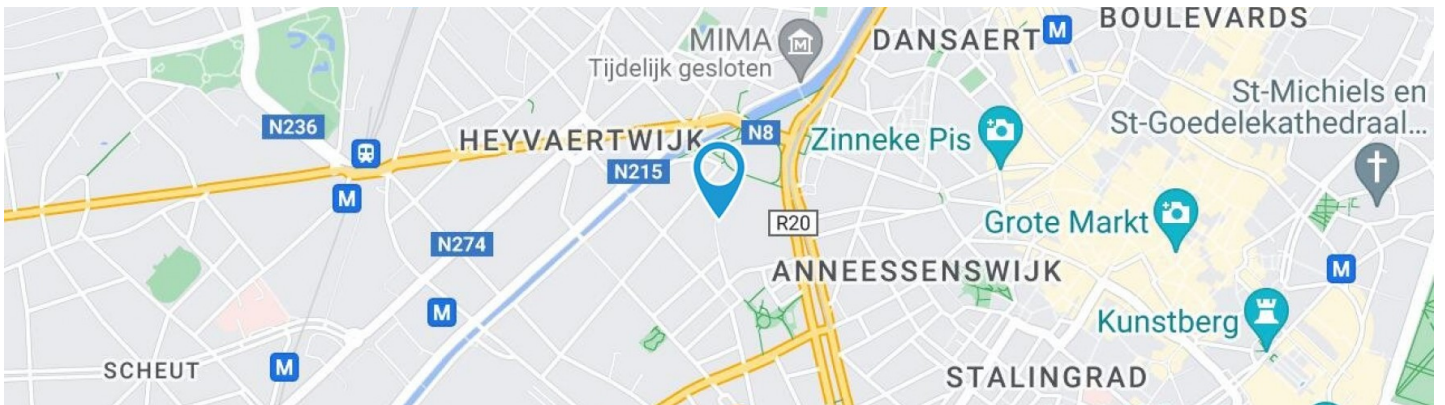 BOULEVARDS
M
MIMA
Tijdelijk gesloten
DANSAERT
M
St-Michiels en
St-Goedelekathedraal...
N236
HEYVAERTWIJK
N8
Zinneke Pis
N215
M
N274
R20
Grote Markt
ANNEESSENSWIJK
M
M
Kunstberg
SCHEUT
M
STALINGRAD